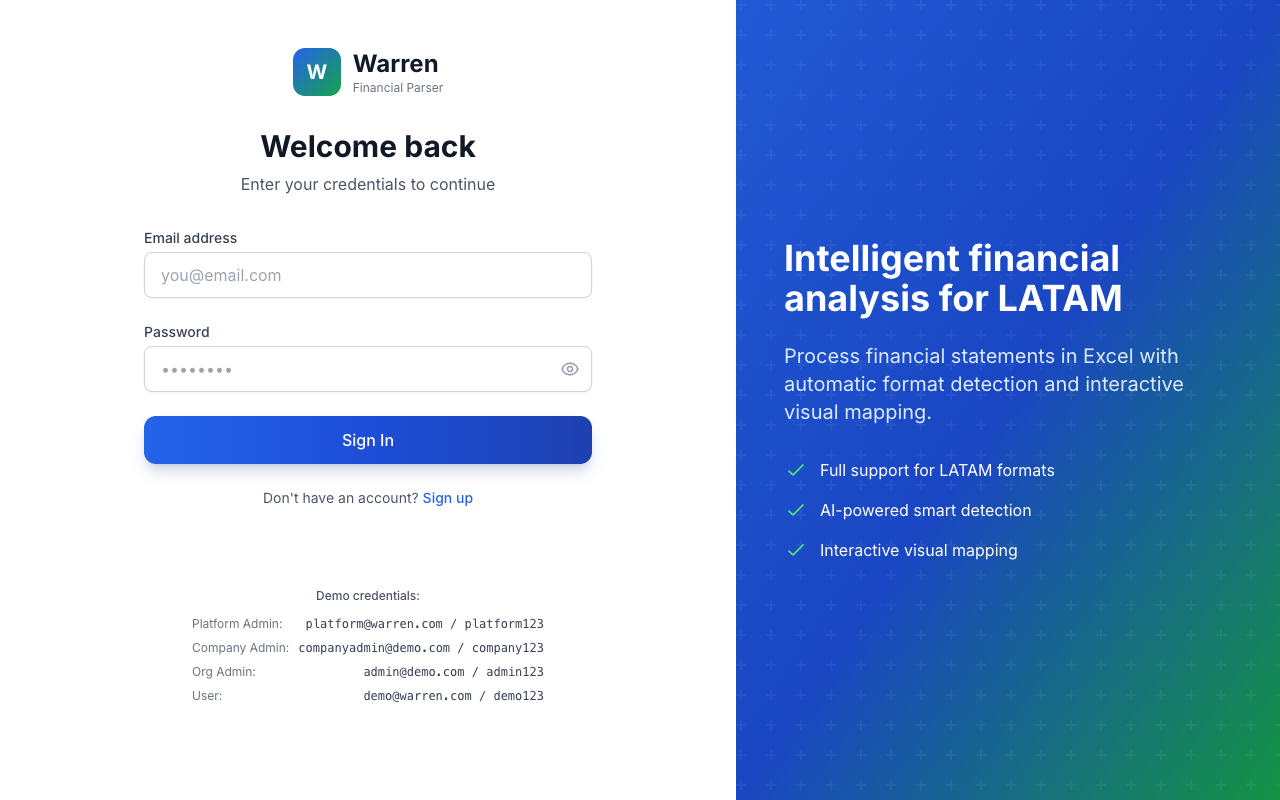 W
Warren
Financial Parser
Welcome back
Enter your credentials to continue
Email address
you@email.com
Password
••••••••
Sign In
Don't have an account? Sign up
Demo credentials:
Platform Admin: platform@warren.com / platform123
Company Admin: companyadmin@demo.com / company123
Org Admin: admin@demo.com / admin123
User: demo@warren.com / demo123
Intelligent financial
analysis for LATAM
Process financial statements in Excel with
automatic format detection and interactive
visual mapping.
Full support for LATAM formats
AI-powered smart detection
Interactive visual mapping